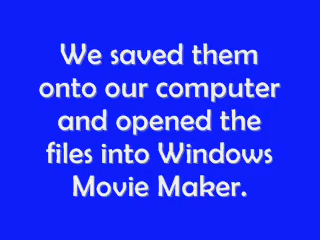 We saved them
onto our computer
and opened the
files into Windows
Movie Maker.